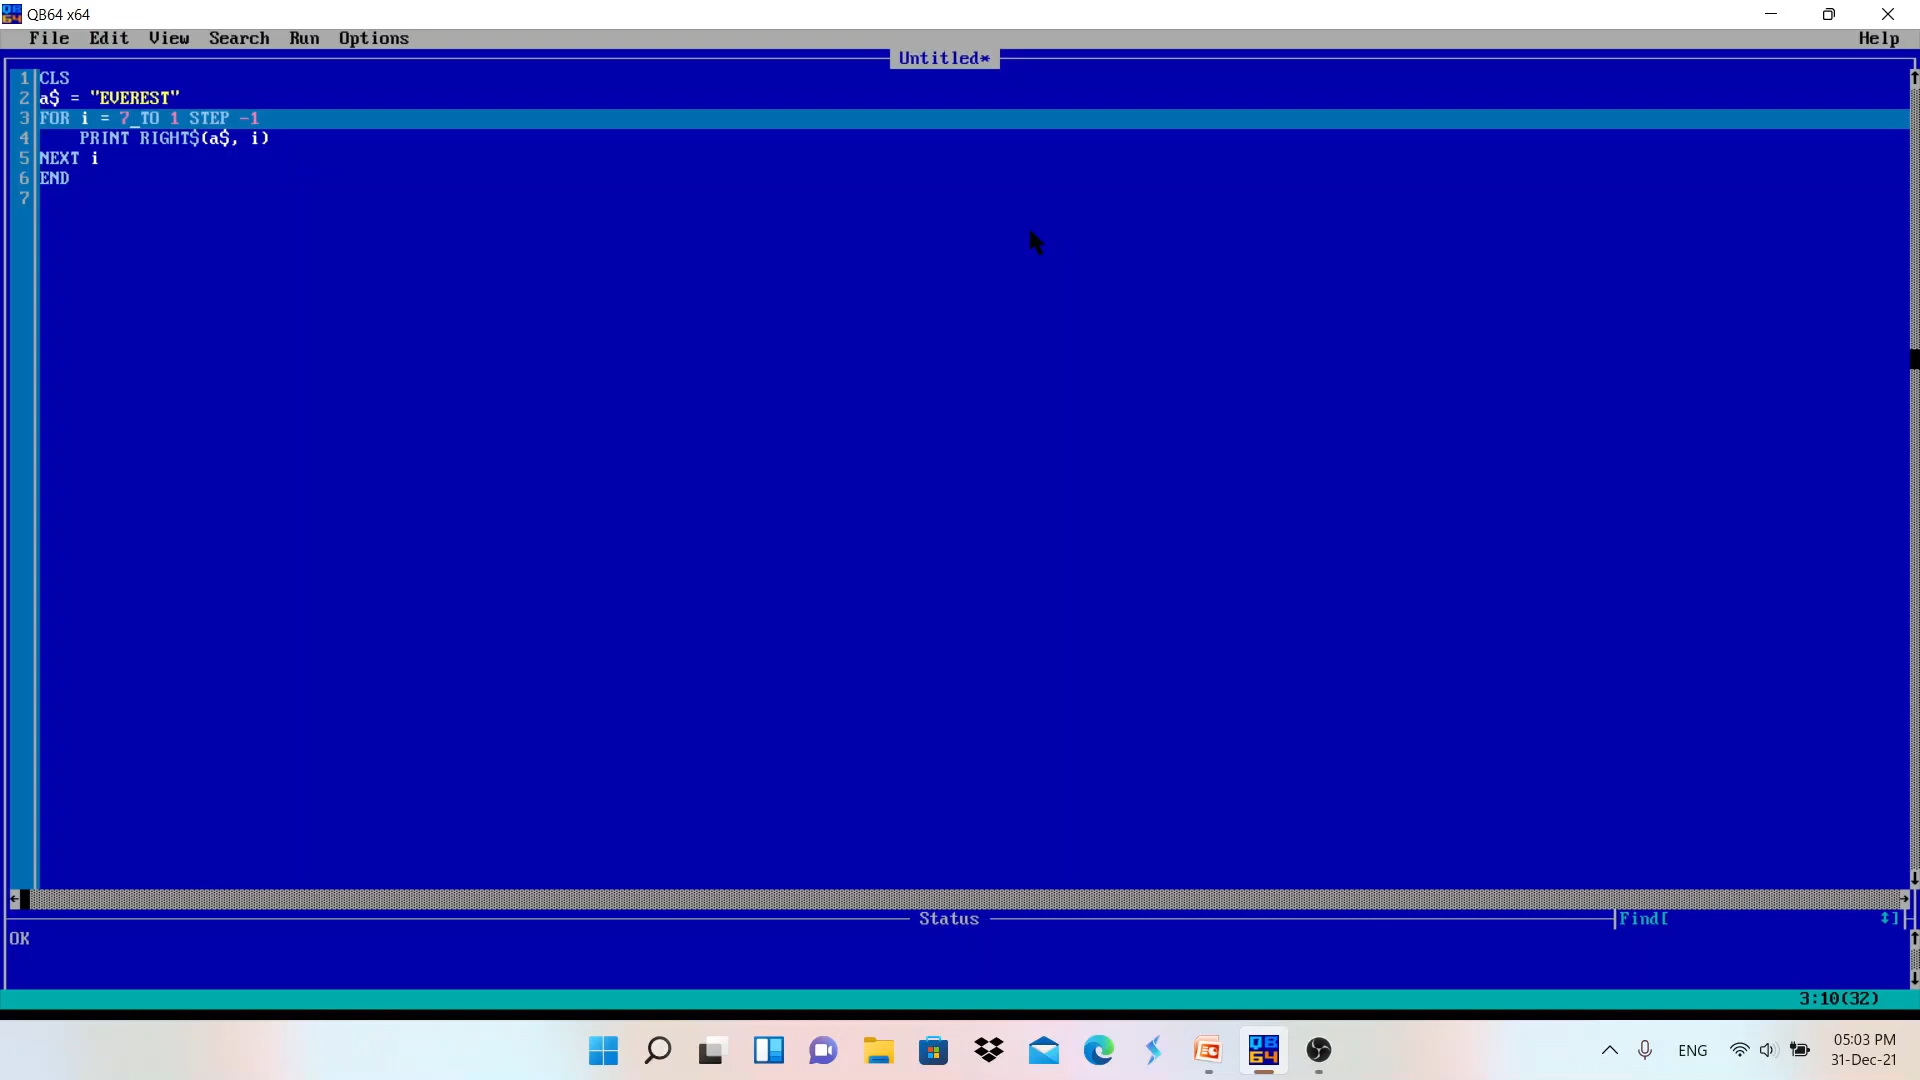 QB64 x64
File Edit View Search Run Options Help
Untitled*
1 CLS
2 a$ = "EVEREST"
3 FOR i = 7_TO 1 STEP -1
4 PRINT RIGHT$(a$, i)
5 NEXT i
6 END
7
Status
Find[ ↕]
OK
3:10(32)
ENG
05:03 PM
31-Dec-21